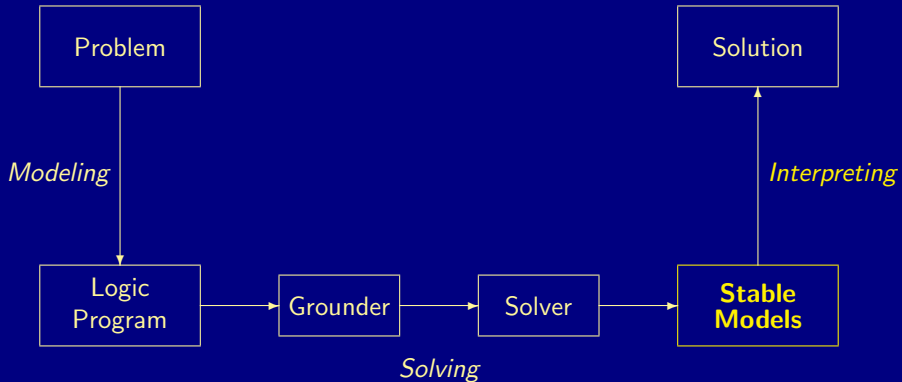 Problem
Solution
Modeling
Interpreting
Logic
Program
Grounder
Solver
Stable
Models
Solving